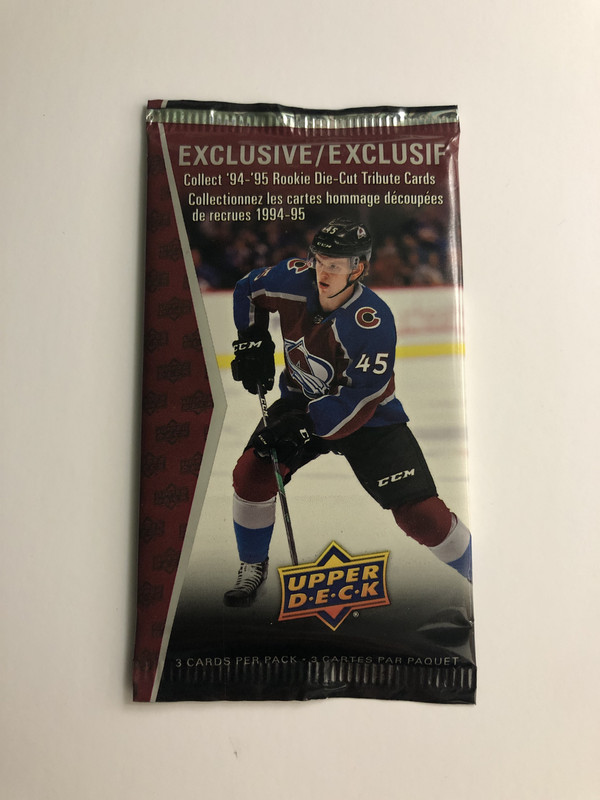 EXCLUSIVE/EXCLUSIF
Collect '94-'95 Rookie Die-Cut Tribute Cards
Collectionnez les cartes hommage découpées
de recrues 1994-95
45
CCM
C
CCM
45
CCM
UPPER
D·E·C·K
®
3 CARDS PER PACK · 3 CARTES PAR PAQUET